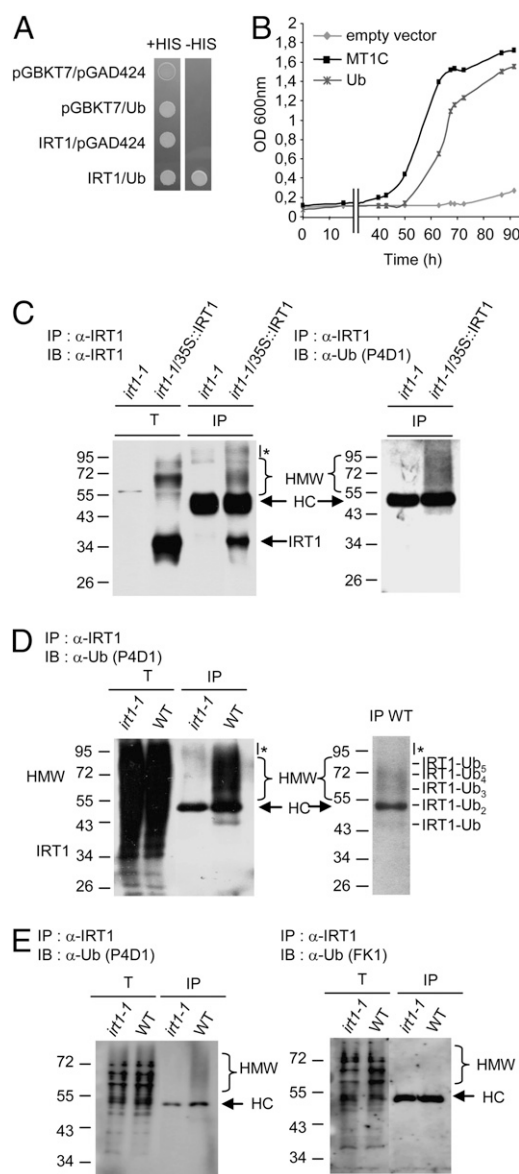 A
+HIS -HIS
pGBKT7/pGAD424
pGBKT7/Ub
IRT1/pGAD424
IRT1/Ub
B
empty vector
MT1C
Ub
OD 600nm
2
1,8
1,6
1,4
1,2
1
0,8
0,6
0,4
0,2
0
0 10 40 50 60 70 80 90
Time (h)
C
IP : α-IRT1
IB : α-IRT1
irt1-1
irt1-1/35S::IRT1
irt1-1
irt1-1/35S::IRT1
T IP
95
72
55
43
34
26
*
HMW
HC
IRT1
IP : α-IRT1
IB : α-Ub (P4D1)
irt1-1
irt1-1/35S::IRT1
IP
95
72
55
43
34
26
D
IP : α-IRT1
IB : α-Ub (P4D1)
T IP
irt1-1 WT irt1-1 WT
HMW
IRT1
95
72
55
43
34
26
*
HMW
HC
IP WT
95
72
55
43
34
26
*
IRT1-Ub5
IRT1-Ub4
IRT1-Ub3
IRT1-Ub2
IRT1-Ub
E
IP : α-IRT1
IB : α-Ub (P4D1)
T IP
irt1-1 WT irt1-1 WT
72
55
43
34
HMW
HC
IP : α-IRT1
IB : α-Ub (FK1)
T IP
irt1-1 WT irt1-1 WT
72
55
43
34
HMW
HC